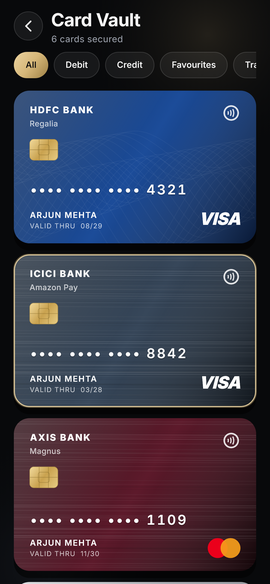 Card Vault
6 cards secured
All Debit Credit Favourites
HDFC BANK
Regalia
•••• •••• •••• 4321
ARJUN MEHTA
VALID THRU 08/29
VISA
ICICI BANK
Amazon Pay
•••• •••• •••• 8842
ARJUN MEHTA
VALID THRU 03/28
VISA
AXIS BANK
Magnus
•••• •••• •••• 1109
ARJUN MEHTA
VALID THRU 11/30